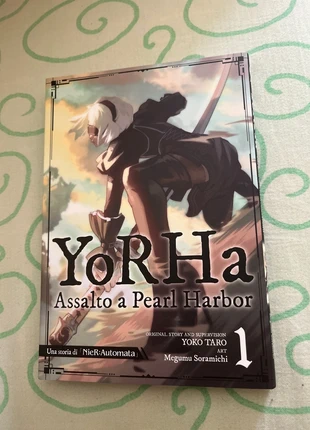 YoRHa
Assalto a Pearl Harbor
ORIGINAL STORY AND SUPERVISION
YOKO TARO
ART
Megumu Soramichi
1
Una storia di NieR:Automata